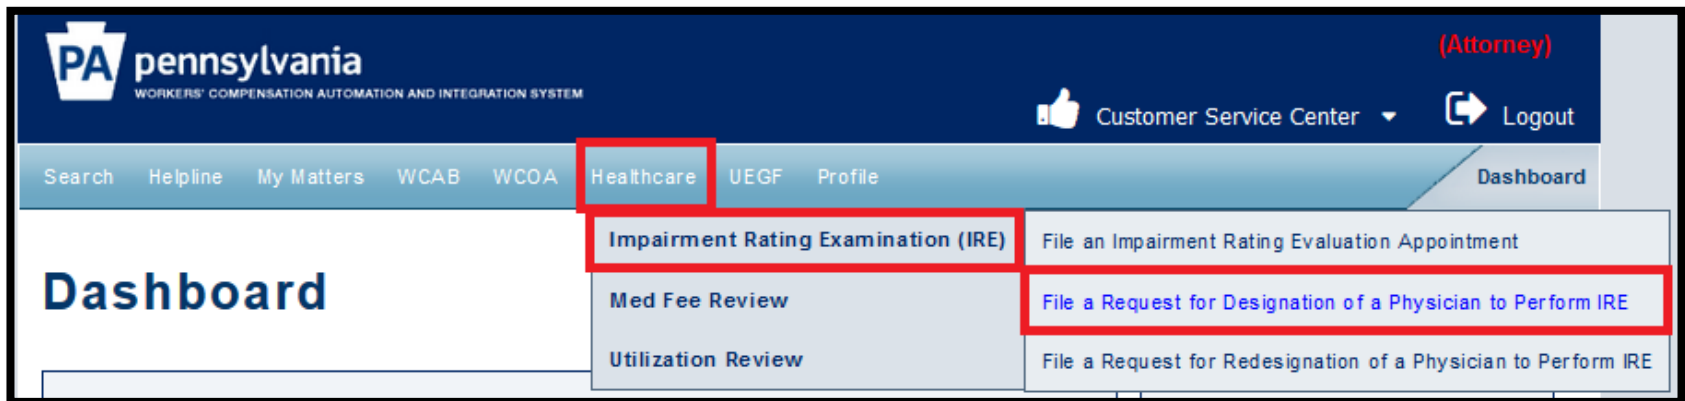 PA pennsylvania
WORKERS' COMPENSATION AUTOMATION AND INTEGRATION SYSTEM
(Attorney)
Customer Service Center Logout
Search Helpline My Matters WCAB WCOA Healthcare UEGF Profile Dashboard
Impairment Rating Examination (IRE) File an Impairment Rating Evaluation Appointment
Dashboard
Med Fee Review File a Request for Designation of a Physician to Perform IRE
Utilization Review File a Request for Redesignation of a Physician to Perform IRE